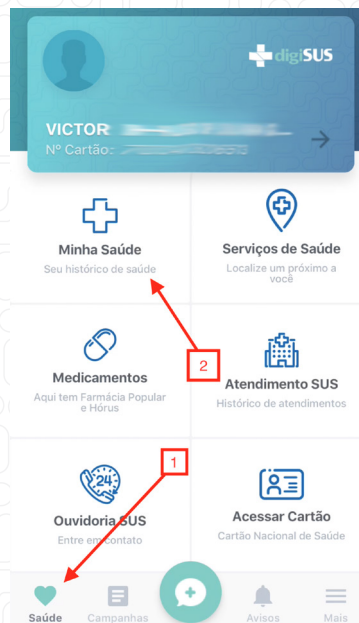 digiSUS
VICTOR
Nº Cartão:
Minha Saúde
Seu histórico de saúde
Serviços de Saúde
Localize um próximo a
você
2
Medicamentos
Aqui tem Farmácia Popular
e Hórus
Atendimento SUS
Histórico de atendimentos
1
24
Ouvidoria SUS
Entre em contato
Acessar Cartão
Cartão Nacional de Saúde
Saúde
Campanhas
Avisos
Mais